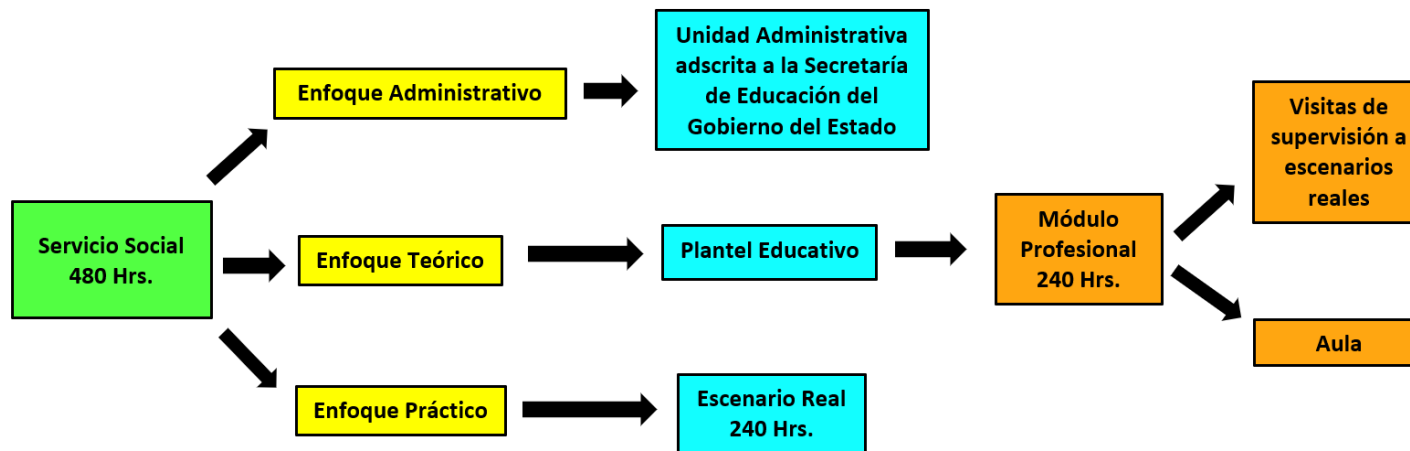 Servicio Social
480 Hrs.
Enfoque Administrativo
Unidad Administrativa
adscrita a la Secretaría
de Educación del
Gobierno del Estado
Enfoque Teórico
Plantel Educativo
Módulo
Profesional
240 Hrs.
Visitas de
supervisión a
escenarios
reales
Aula
Enfoque Práctico
Escenario Real
240 Hrs.